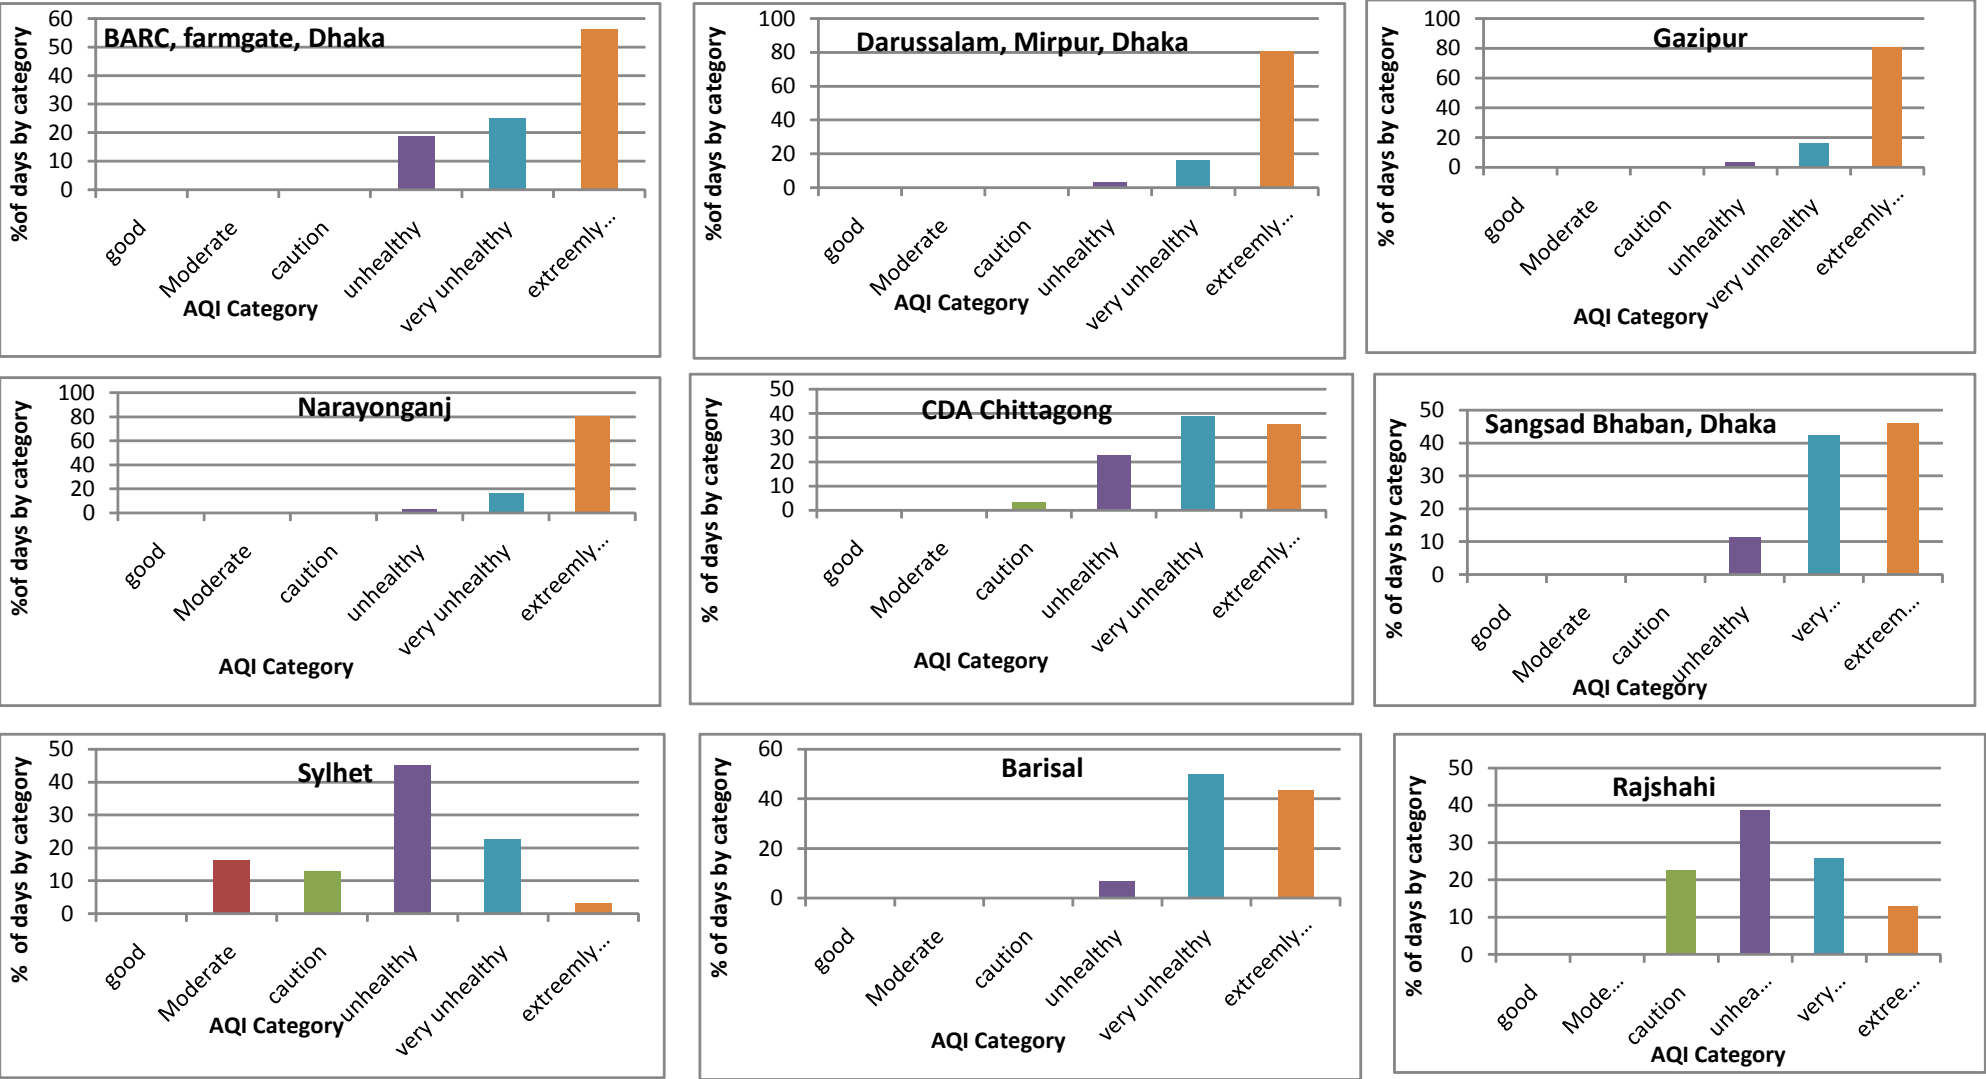 BARC, farmgate, Dhaka
%of days by category
60
50
40
30
20
10
0
good
Moderate
caution
unhealthy
very unhealthy
extreemly...
AQI Category
Darussalam, Mirpur, Dhaka
%of days by category
100
80
60
40
20
0
good
Moderate
caution
unhealthy
very unhealthy
extreemly...
AQI Category
Gazipur
% of days by category
100
80
60
40
20
0
good
Moderate
caution
unhealthy
very unhealthy
extreemly...
AQI Category
Narayonganj
%of days by category
100
80
60
40
20
0
good
Moderate
caution
unhealthy
very unhealthy
extreemly...
AQI Category
CDA Chittagong
% of days by category
50
40
30
20
10
0
good
Moderate
caution
unhealthy
very unhealthy
extreemly...
AQI Category
Sangsad Bhaban, Dhaka
% of days by category
50
40
30
20
10
0
good
Moderate
caution
unhealthy
very...
extreem...
AQI Category
Sylhet
% of days by category
50
40
30
20
10
0
good
Moderate
caution
unhealthy
very unhealthy
extreemly...
AQI Category
Barisal
% of days by category
60
40
20
0
good
Moderate
caution
unhealthy
very unhealthy
extreemly...
AQI Category
Rajshahi
% of days by category
50
40
30
20
10
0
good
Mode...
caution
unhea...
very...
extree...
AQI Category